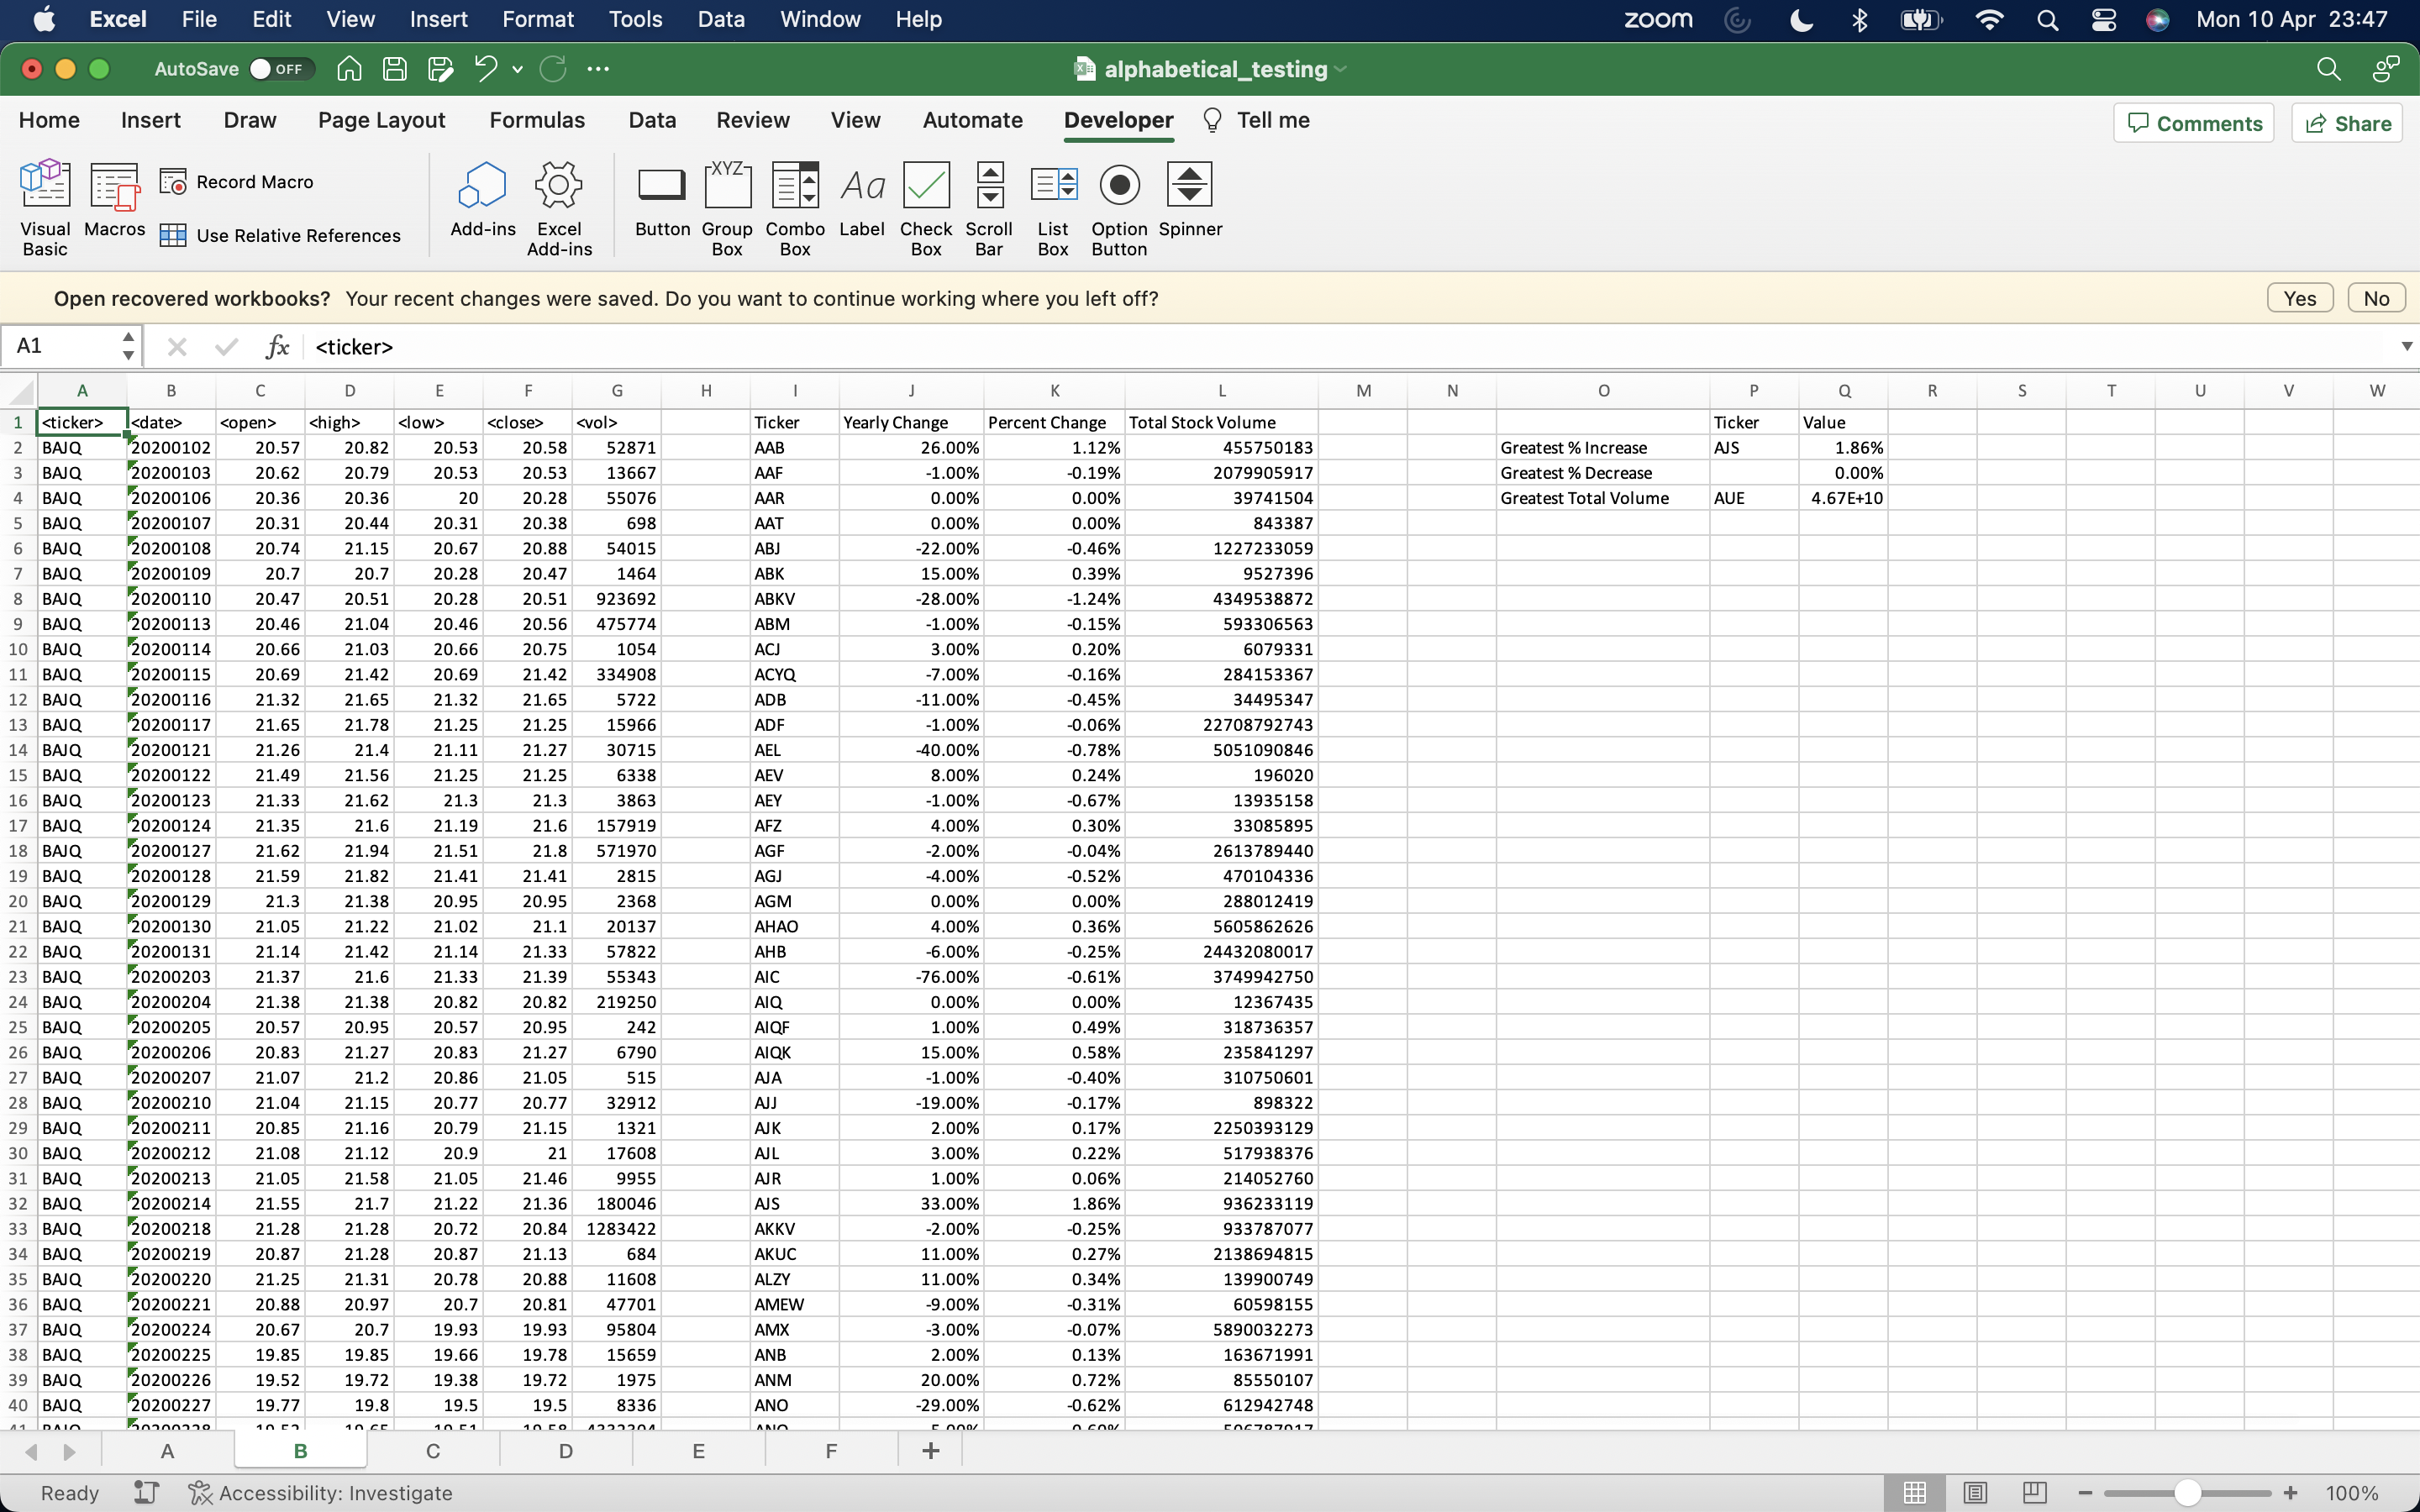 Excel File Edit View Insert Format Tools Data Window Help zoom Mon 10 Apr 23:47
AutoSave OFF alphabetical_testing
Home Insert Draw Page Layout Formulas Data Review View Automate Developer Tell me Comments Share
Visual Basic Macros Record Macro Use Relative References Add-ins Excel Add-ins Button XYZ Group Box Combo Box Aa Label Check Box Scroll Bar List Box Option Button Spinner
Open recovered workbooks? Your recent changes were saved. Do you want to continue working where you left off? Yes No
A1 fx <ticker>
A B C D E F G H I J K L M N O P Q R S T U V W
1 <ticker> <date> <open> <high> <low> <close> <vol> Ticker Yearly Change Percent Change Total Stock Volume Ticker Value
2 BAJQ 20200102 20.57 20.82 20.53 20.58 52871 AAB 26.00% 1.12% 455750183 Greatest % Increase AJS 1.86%
3 BAJQ 20200103 20.62 20.79 20.53 20.53 13667 AAF -1.00% -0.19% 2079905917 Greatest % Decrease 0.00%
4 BAJQ 20200106 20.36 20.36 20 20.28 55076 AAR 0.00% 0.00% 39741504 Greatest Total Volume AUE 4.67E+10
5 BAJQ 20200107 20.31 20.44 20.31 20.38 698 AAT 0.00% 0.00% 843387
6 BAJQ 20200108 20.74 21.15 20.67 20.88 54015 ABJ -22.00% -0.46% 1227233059
7 BAJQ 20200109 20.7 20.7 20.28 20.47 1464 ABK 15.00% 0.39% 9527396
8 BAJQ 20200110 20.47 20.51 20.28 20.51 923692 ABKV -28.00% -1.24% 4349538872
9 BAJQ 20200113 20.46 21.04 20.46 20.56 475774 ABM -1.00% -0.15% 593306563
10 BAJQ 20200114 20.66 21.03 20.66 20.75 1054 ACJ 3.00% 0.20% 6079331
11 BAJQ 20200115 20.69 21.42 20.69 21.42 334908 ACYQ -7.00% -0.16% 284153367
12 BAJQ 20200116 21.32 21.65 21.32 21.65 5722 ADB -11.00% -0.45% 34495347
13 BAJQ 20200117 21.65 21.78 21.25 21.25 15966 ADF -1.00% -0.06% 22708792743
14 BAJQ 20200121 21.26 21.4 21.11 21.27 30715 AEL -40.00% -0.78% 5051090846
15 BAJQ 20200122 21.49 21.56 21.25 21.25 6338 AEV 8.00% 0.24% 196020
16 BAJQ 20200123 21.33 21.62 21.3 21.3 3863 AEY -1.00% -0.67% 13935158
17 BAJQ 20200124 21.35 21.6 21.19 21.6 157919 AFZ 4.00% 0.30% 33085895
18 BAJQ 20200127 21.62 21.94 21.51 21.8 571970 AGF -2.00% -0.04% 2613789440
19 BAJQ 20200128 21.59 21.82 21.41 21.41 2815 AGJ -4.00% -0.52% 470104336
20 BAJQ 20200129 21.3 21.38 20.95 20.95 2368 AGM 0.00% 0.00% 288012419
21 BAJQ 20200130 21.05 21.22 21.02 21.1 20137 AHAO 4.00% 0.36% 5605862626
22 BAJQ 20200131 21.14 21.42 21.14 21.33 57822 AHB -6.00% -0.25% 24432080017
23 BAJQ 20200203 21.37 21.6 21.33 21.39 55343 AIC -76.00% -0.61% 3749942750
24 BAJQ 20200204 21.38 21.38 20.82 20.82 219250 AIQ 0.00% 0.00% 12367435
25 BAJQ 20200205 20.57 20.95 20.57 20.95 242 AIQF 1.00% 0.49% 318736357
26 BAJQ 20200206 20.83 21.27 20.83 21.27 6790 AIQK 15.00% 0.58% 235841297
27 BAJQ 20200207 21.07 21.2 20.86 21.05 515 AJA -1.00% -0.40% 310750601
28 BAJQ 20200210 21.04 21.15 20.77 20.77 32912 AJJ -19.00% -0.17% 898322
29 BAJQ 20200211 20.85 21.16 20.79 21.15 1321 AJK 2.00% 0.17% 2250393129
30 BAJQ 20200212 21.08 21.12 20.9 21 17608 AJL 3.00% 0.22% 517938376
31 BAJQ 20200213 21.05 21.58 21.05 21.46 9955 AJR 1.00% 0.06% 214052760
32 BAJQ 20200214 21.55 21.7 21.22 21.36 180046 AJS 33.00% 1.86% 936233119
33 BAJQ 20200218 21.28 21.28 20.72 20.84 1283422 AKKV -2.00% -0.25% 933787077
34 BAJQ 20200219 20.87 21.28 20.87 21.13 684 AKUC 11.00% 0.27% 2138694815
35 BAJQ 20200220 21.25 21.31 20.78 20.88 11608 ALZY 11.00% 0.34% 139900749
36 BAJQ 20200221 20.88 20.97 20.7 20.81 47701 AMEW -9.00% -0.31% 60598155
37 BAJQ 20200224 20.67 20.7 19.93 19.93 95804 AMX -3.00% -0.07% 5890032273
38 BAJQ 20200225 19.85 19.85 19.66 19.78 15659 ANB 2.00% 0.13% 163671991
39 BAJQ 20200226 19.52 19.72 19.38 19.72 1975 ANM 20.00% 0.72% 85550107
40 BAJQ 20200227 19.77 19.8 19.5 19.5 8336 ANO -29.00% -0.62% 612942748
A B C D E F +
Ready Accessibility: Investigate 100%